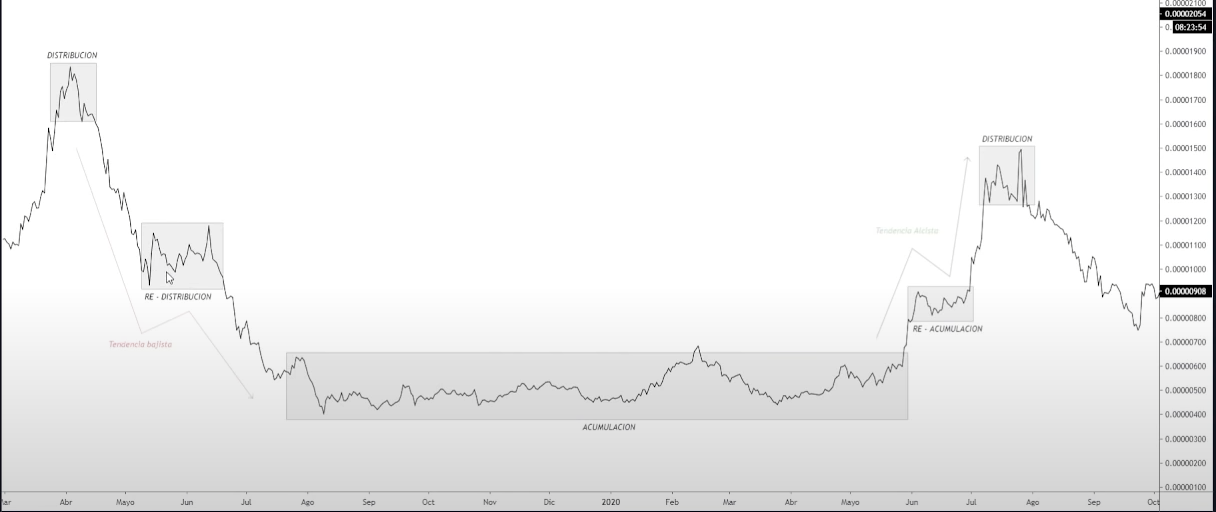 0.00002100
0.00002054
0.
08:23:54
0.00001900
0.00001800
0.00001700
0.00001600
0.00001500
0.00001400
0.00001300
0.00001200
0.00001100
0.00001000
0.00000908
0.00000800
0.00000700
0.00000600
0.00000500
0.00000400
0.00000300
0.00000200
0.00000100
DISTRIBUCION
RE - DISTRIBUCION
Tendencia bajista
ACUMULACION
Tendencia Alcista
RE - ACUMULACION
DISTRIBUCION
Abr Mayo Jun Jul Ago Sep Oct Nov Dic 2020 Feb Mar Abr Mayo Jun Jul Ago Sep Oct